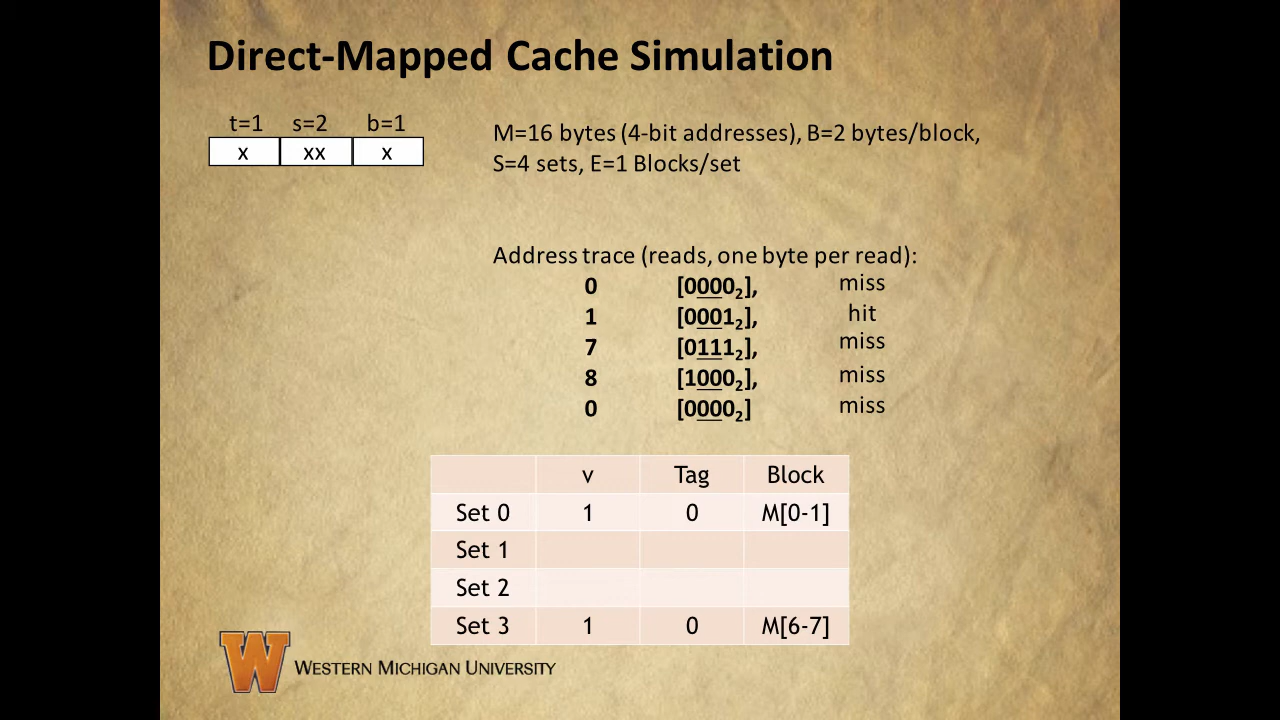 Direct-Mapped Cache Simulation
t=1 s=2 b=1
x xx x
M=16 bytes (4-bit addresses), B=2 bytes/block,
S=4 sets, E=1 Blocks/set
Address trace (reads, one byte per read):
0 [0000₂], miss
1 [0001₂], hit
7 [0111₂], miss
8 [1000₂], miss
0 [0000₂] miss
v Tag Block
Set 0 1 0 M[0-1]
Set 1
Set 2
Set 3 1 0 M[6-7]
W WESTERN MICHIGAN UNIVERSITY